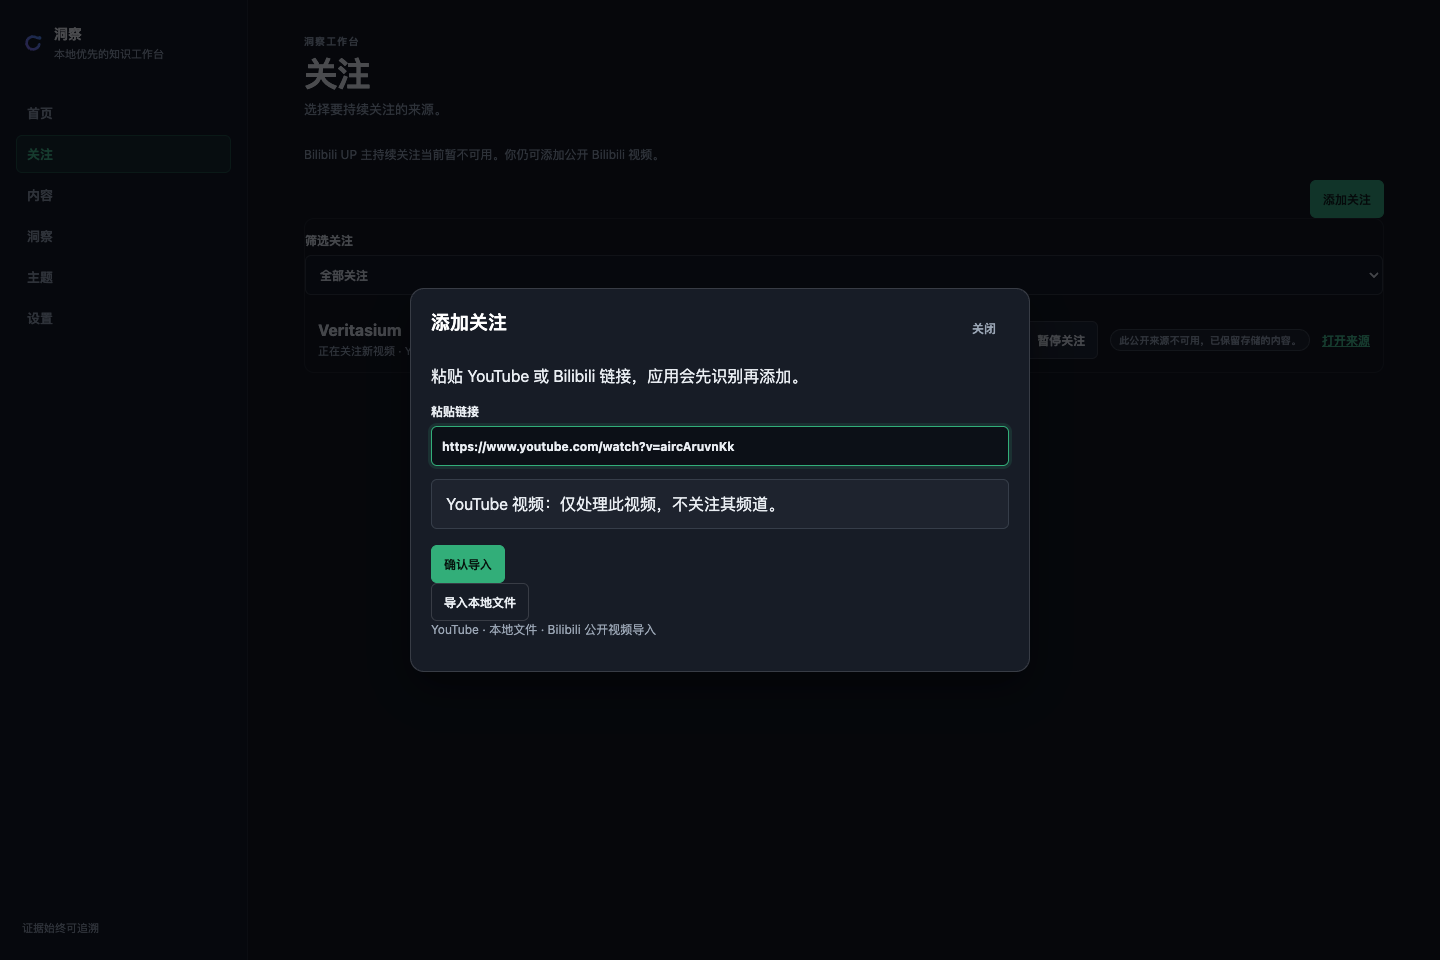 洞察
本地优先的知识工作台
首页
关注
内容
洞察
主题
设置
证据始终可追溯
洞察工作台
关注
选择要持续关注的来源。
Bilibili UP 主持续关注当前暂不可用。你仍可添加公开 Bilibili 视频。
添加关注
筛选关注
全部关注
Veritasium
正在关注新视频 · Y
暂停关注
此公开来源不可用，已保留存储的内容。
打开来源
添加关注
关闭
粘贴 YouTube 或 Bilibili 链接，应用会先识别再添加。
粘贴链接
https://www.youtube.com/watch?v=aircAruvnKk
YouTube 视频：仅处理此视频，不关注其频道。
确认导入
导入本地文件
YouTube · 本地文件 · Bilibili 公开视频导入